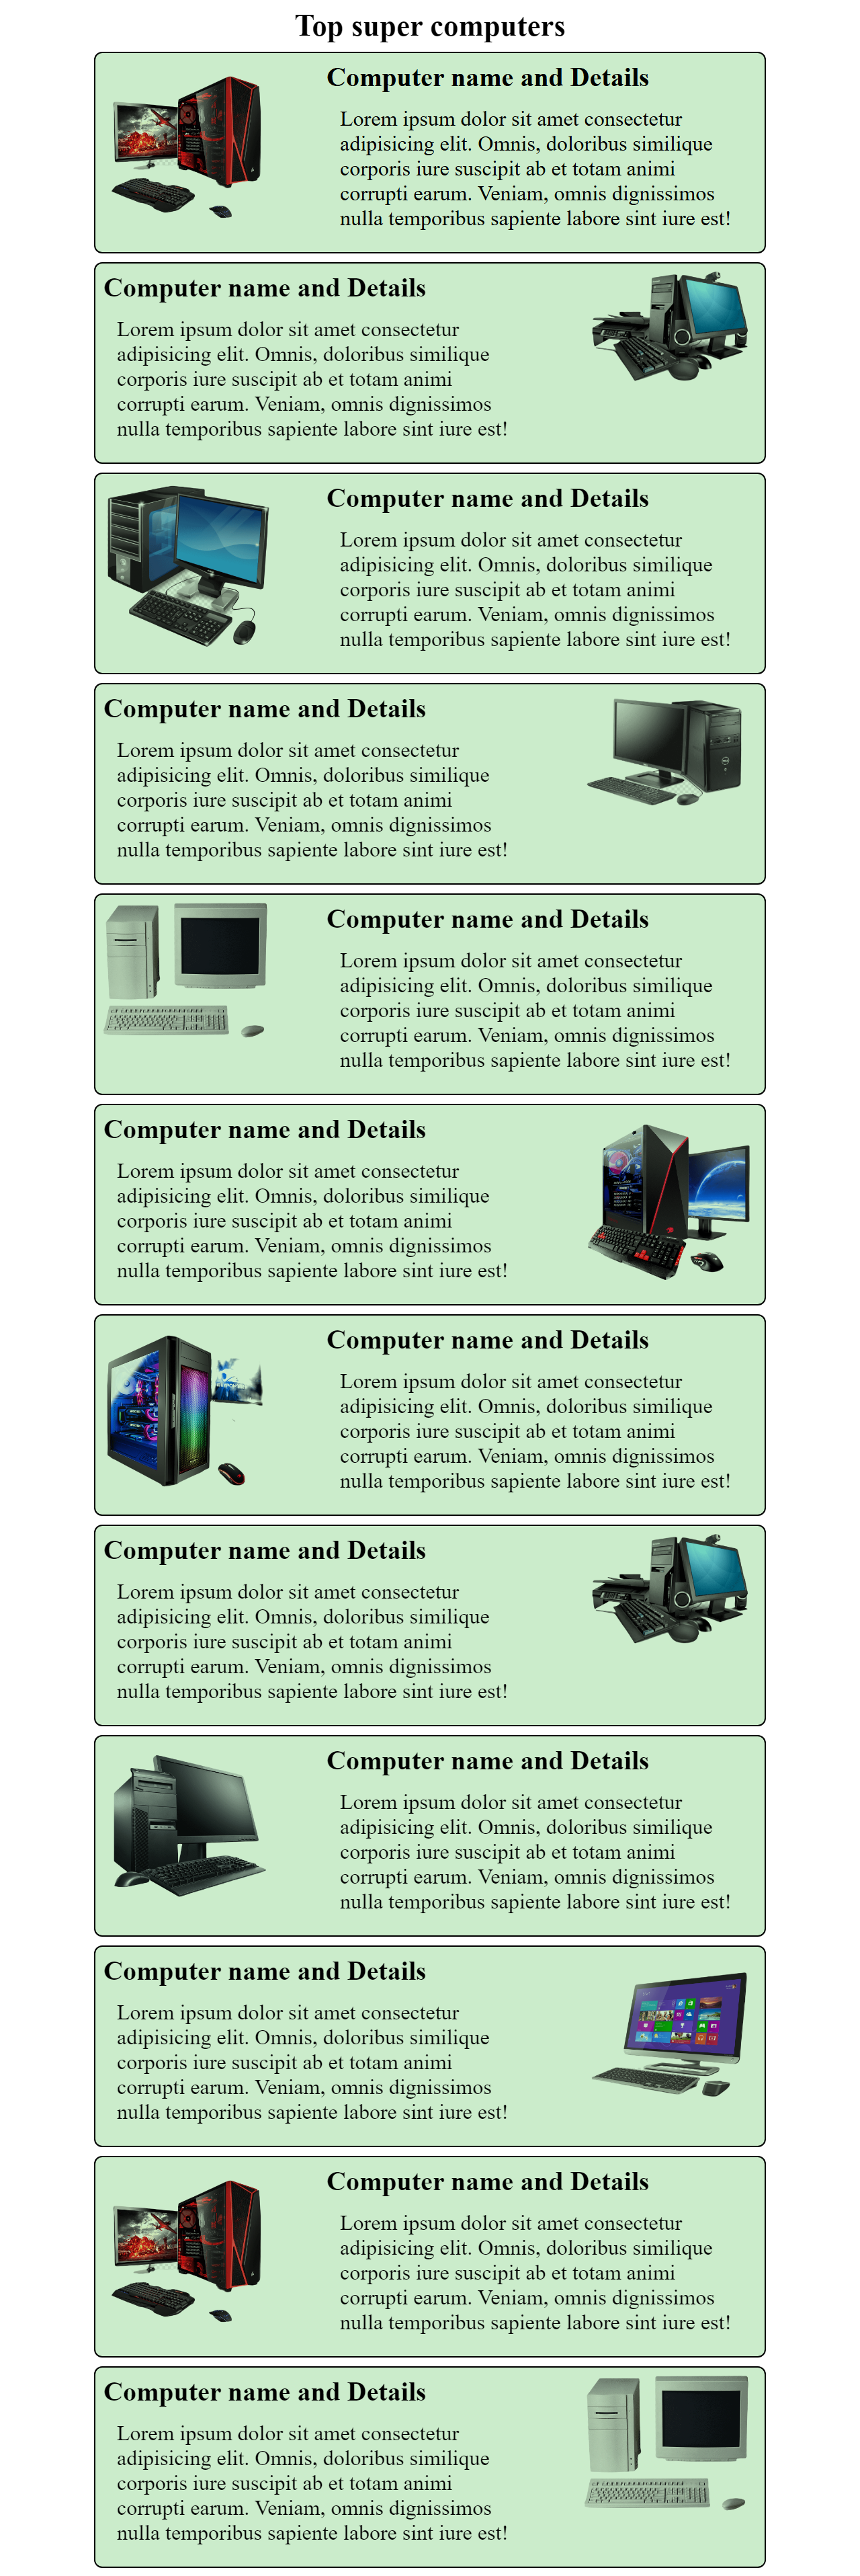 Top super computers
Computer name and Details
Lorem ipsum dolor sit amet consectetur
adipisicing elit. Omnis, doloribus similique
corporis iure suscipit ab et totam animi
corrupti earum. Veniam, omnis dignissimos
nulla temporibus sapiente labore sint iure est!
Computer name and Details
Lorem ipsum dolor sit amet consectetur
adipisicing elit. Omnis, doloribus similique
corporis iure suscipit ab et totam animi
corrupti earum. Veniam, omnis dignissimos
nulla temporibus sapiente labore sint iure est!
Computer name and Details
Lorem ipsum dolor sit amet consectetur
adipisicing elit. Omnis, doloribus similique
corporis iure suscipit ab et totam animi
corrupti earum. Veniam, omnis dignissimos
nulla temporibus sapiente labore sint iure est!
Computer name and Details
Lorem ipsum dolor sit amet consectetur
adipisicing elit. Omnis, doloribus similique
corporis iure suscipit ab et totam animi
corrupti earum. Veniam, omnis dignissimos
nulla temporibus sapiente labore sint iure est!
Computer name and Details
Lorem ipsum dolor sit amet consectetur
adipisicing elit. Omnis, doloribus similique
corporis iure suscipit ab et totam animi
corrupti earum. Veniam, omnis dignissimos
nulla temporibus sapiente labore sint iure est!
Computer name and Details
Lorem ipsum dolor sit amet consectetur
adipisicing elit. Omnis, doloribus similique
corporis iure suscipit ab et totam animi
corrupti earum. Veniam, omnis dignissimos
nulla temporibus sapiente labore sint iure est!
Computer name and Details
Lorem ipsum dolor sit amet consectetur
adipisicing elit. Omnis, doloribus similique
corporis iure suscipit ab et totam animi
corrupti earum. Veniam, omnis dignissimos
nulla temporibus sapiente labore sint iure est!
Computer name and Details
Lorem ipsum dolor sit amet consectetur
adipisicing elit. Omnis, doloribus similique
corporis iure suscipit ab et totam animi
corrupti earum. Veniam, omnis dignissimos
nulla temporibus sapiente labore sint iure est!
Computer name and Details
Lorem ipsum dolor sit amet consectetur
adipisicing elit. Omnis, doloribus similique
corporis iure suscipit ab et totam animi
corrupti earum. Veniam, omnis dignissimos
nulla temporibus sapiente labore sint iure est!
Computer name and Details
Lorem ipsum dolor sit amet consectetur
adipisicing elit. Omnis, doloribus similique
corporis iure suscipit ab et totam animi
corrupti earum. Veniam, omnis dignissimos
nulla temporibus sapiente labore sint iure est!
Computer name and Details
Lorem ipsum dolor sit amet consectetur
adipisicing elit. Omnis, doloribus similique
corporis iure suscipit ab et totam animi
corrupti earum. Veniam, omnis dignissimos
nulla temporibus sapiente labore sint iure est!
Computer name and Details
Lorem ipsum dolor sit amet consectetur
adipisicing elit. Omnis, doloribus similique
corporis iure suscipit ab et totam animi
corrupti earum. Veniam, omnis dignissimos
nulla temporibus sapiente labore sint iure est!